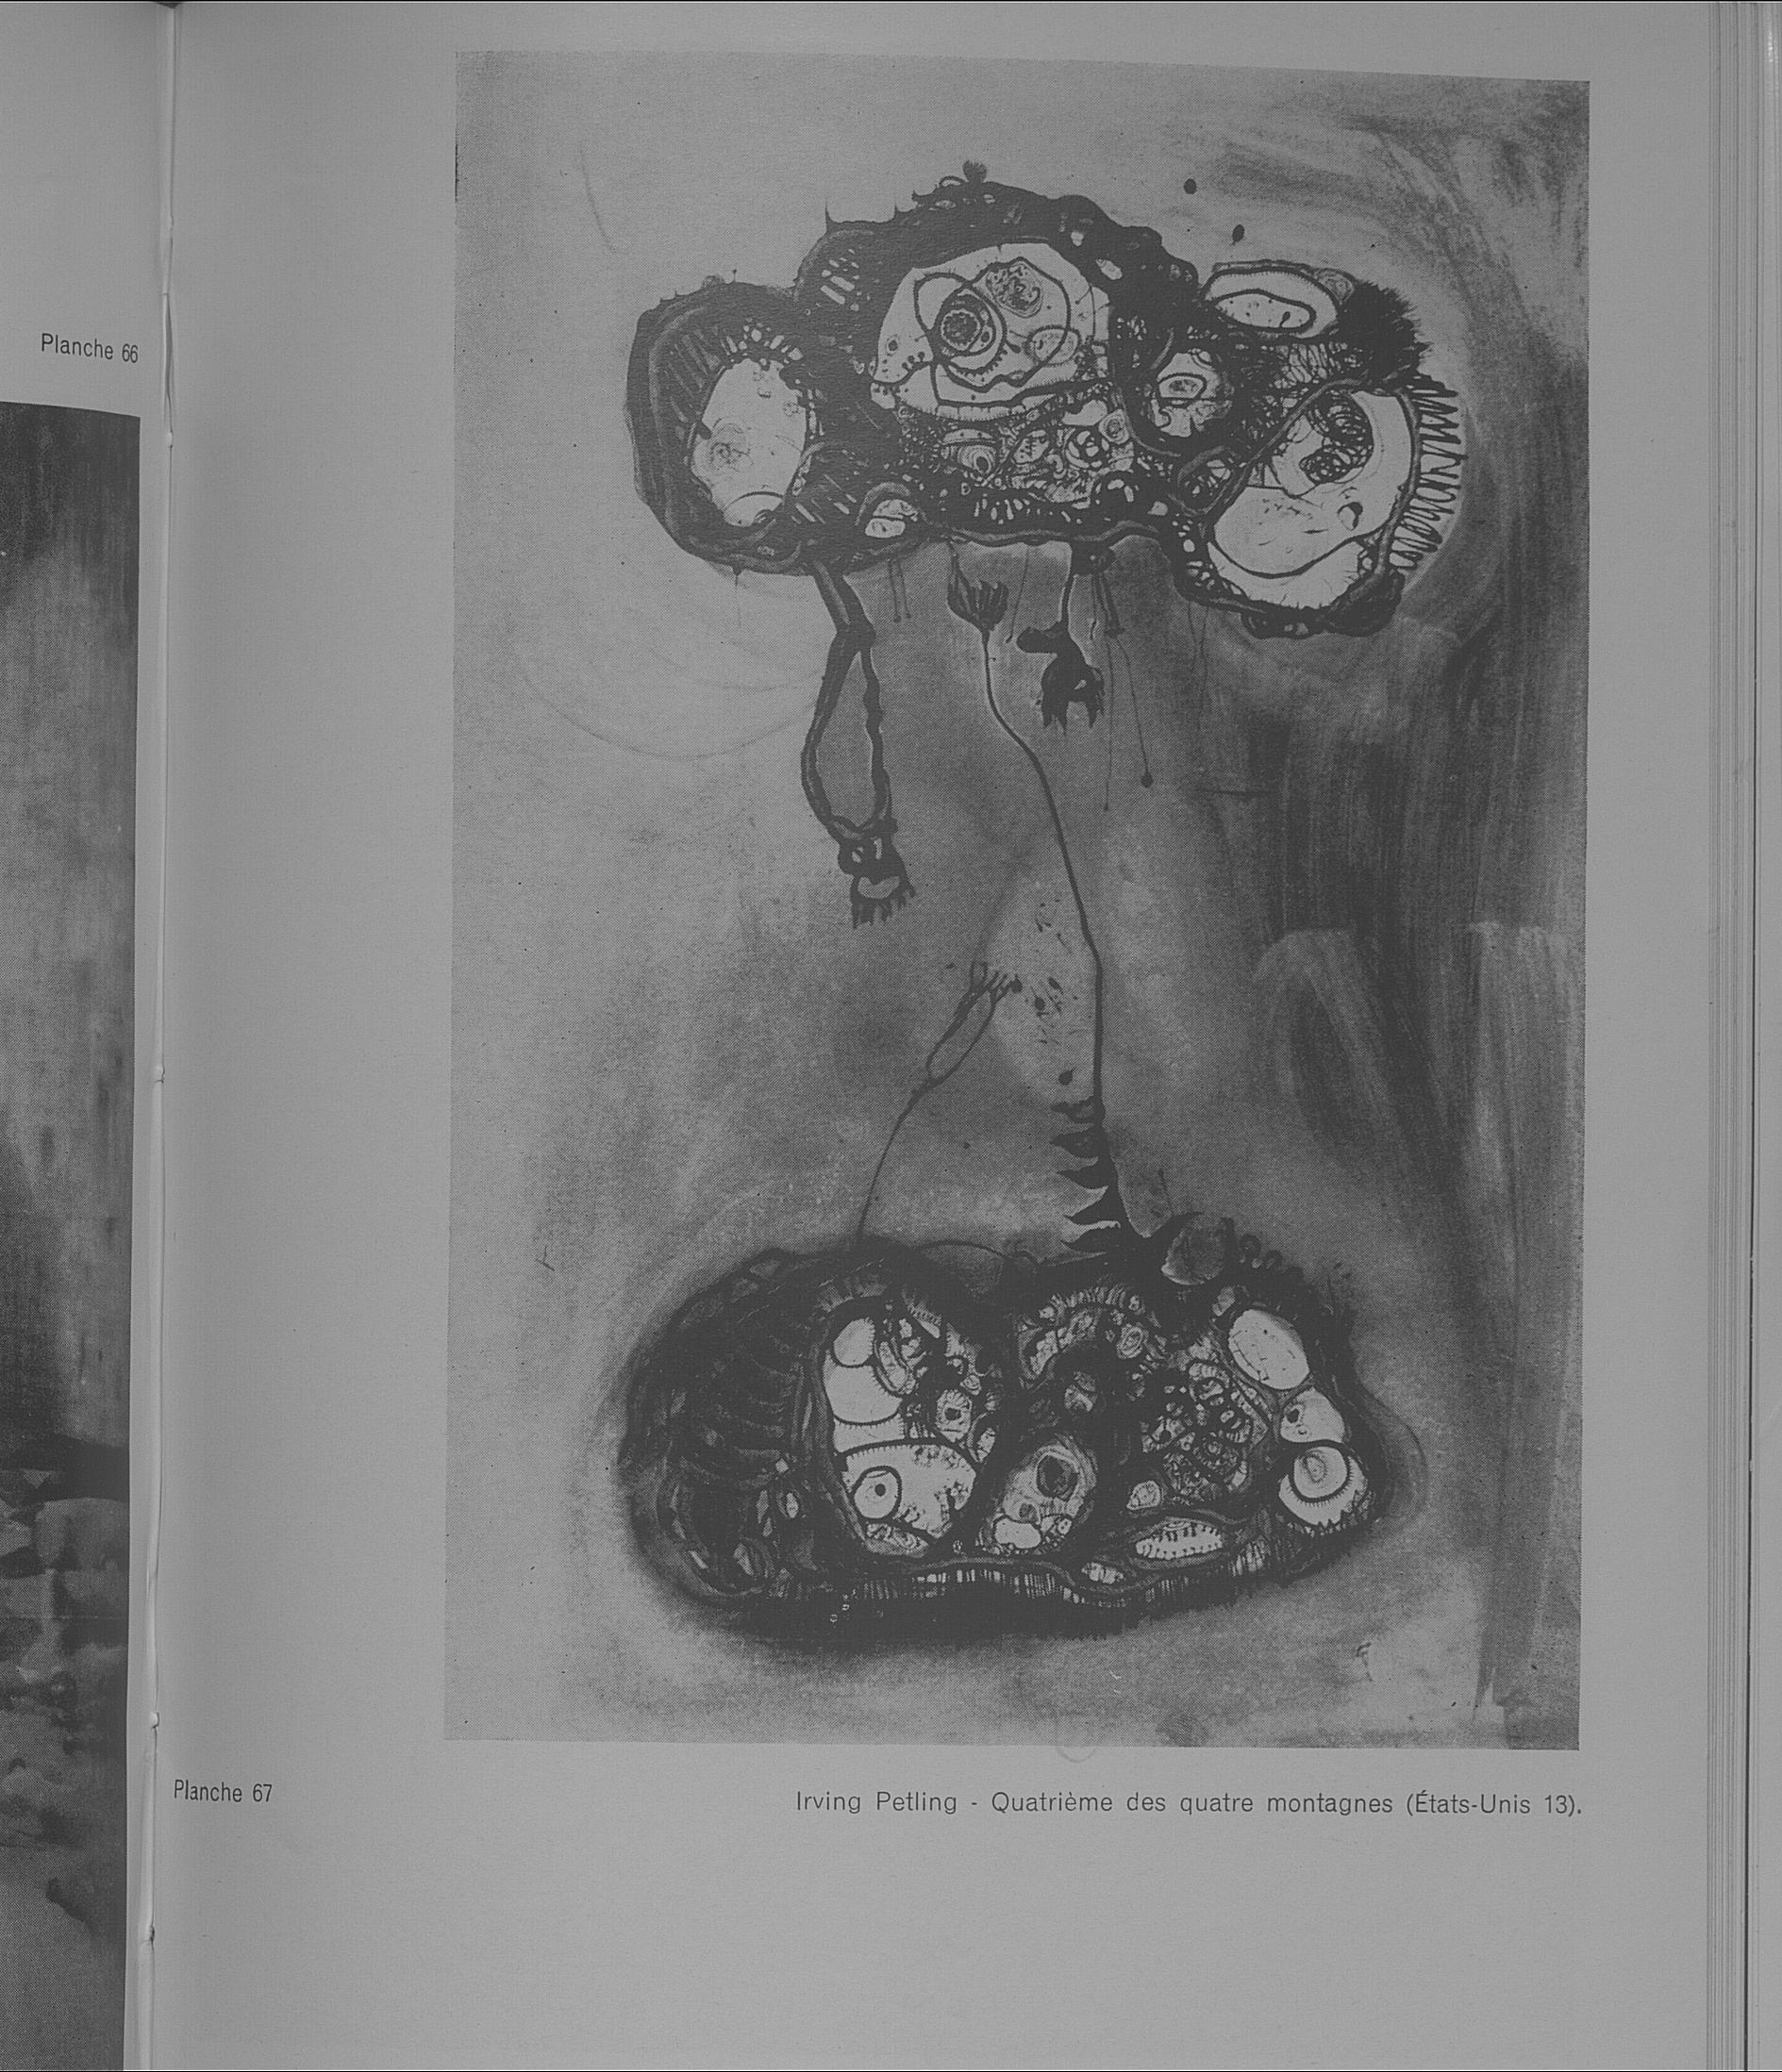 Planche 66
Planche 67
Irving Petling - Quatrième des quatre montagnes (États-Unis 13).